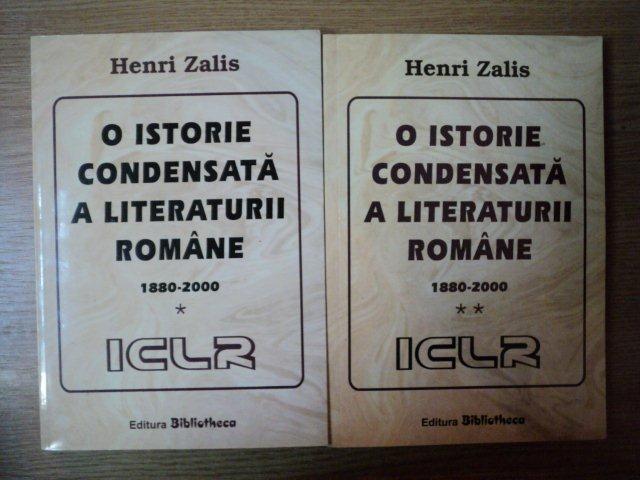 Henri Zalis
O ISTORIE
CONDENSATĂ
A LITERATURII
ROMÂNE
1880-2000
*
ICLR
Editura Bibliotheca
Henri Zalis
O ISTORIE
CONDENSATĂ
A LITERATURII
ROMÂNE
1880-2000
* *
ICLR
Editura Bibliotheca